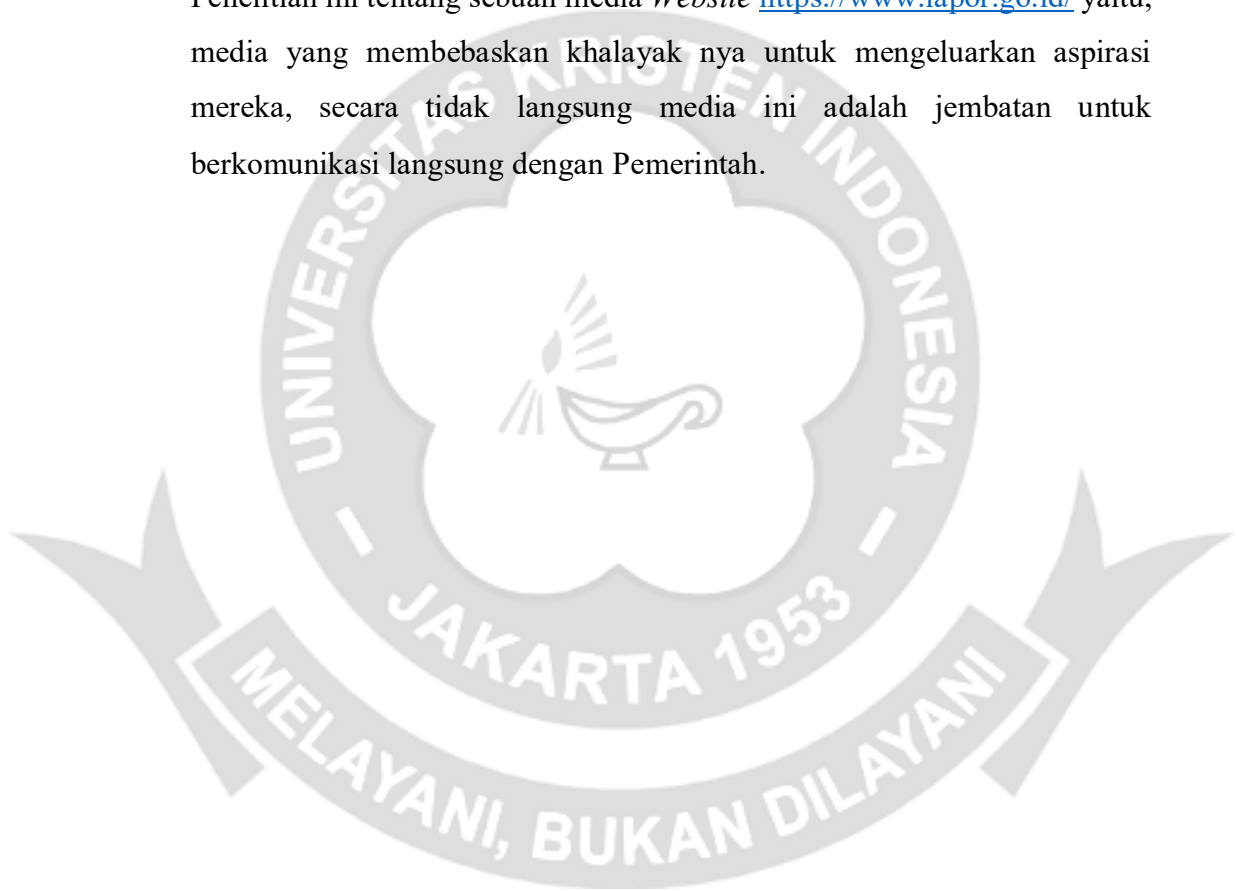 Penelitian ini tentang sebuah media Website https://www.lapor.go.id/ yaitu,
media yang membebaskan khalayak nya untuk mengeluarkan aspirasi
mereka, secara tidak langsung media ini adalah jembatan untuk
berkomunikasi langsung dengan Pemerintah.
UNIVERSITAS KRISTEN INDONESIA
JAKARTA 1953
MELAYANI, BUKAN DILAYANI